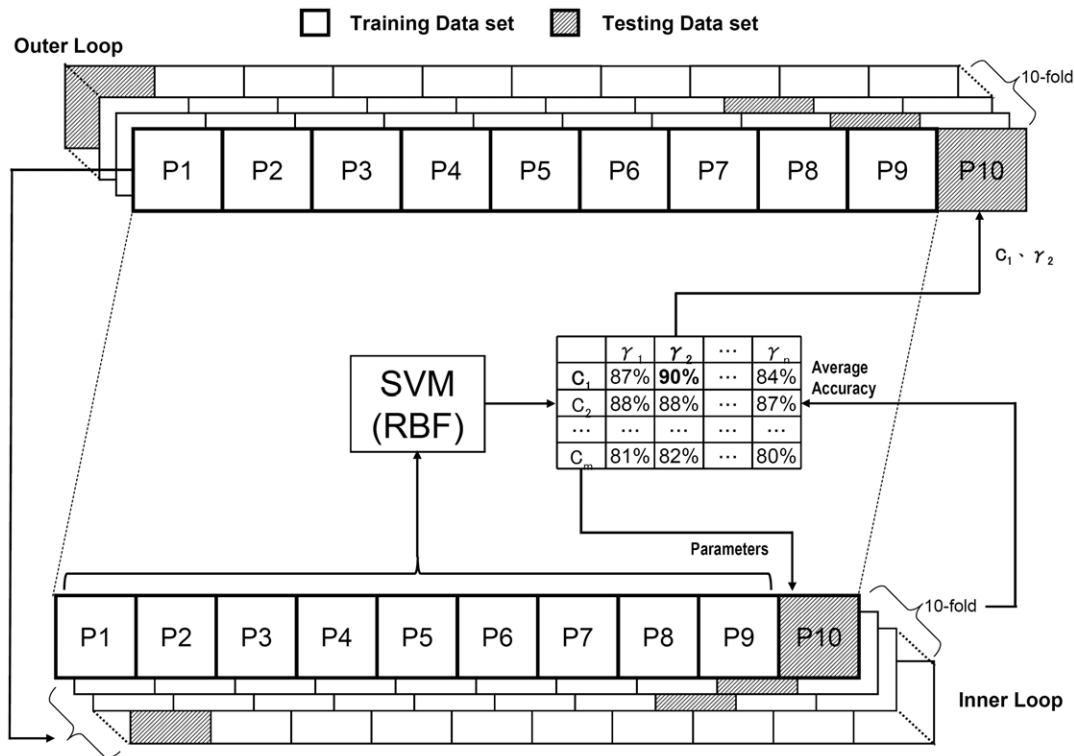 Training Data set
Testing Data set
Outer Loop
10-fold
P1 P2 P3 P4 P5 P6 P7 P8 P9 P10
C₁、γ₂
SVM
(RBF)
γ₁ γ₂ ... γₙ
C₁ 87% 90% ... 84%
C₂ 88% 88% ... 87%
... ... ... ... ...
Cₘ 81% 82% ... 80%
Average
Accuracy
Parameters
10-fold
P1 P2 P3 P4 P5 P6 P7 P8 P9 P10
Inner Loop